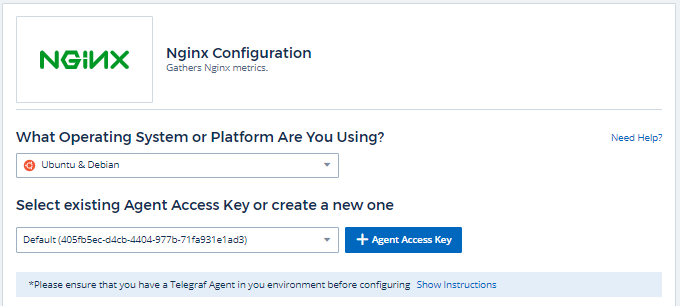 NGINX
Nginx Configuration
Gathers Nginx metrics.
What Operating System or Platform Are You Using?
Need Help?
Ubuntu & Debian
Select existing Agent Access Key or create a new one
Default (405fb5ec-d4cb-4404-977b-71fa931e1ad3)
+ Agent Access Key
*Please ensure that you have a Telegraf Agent in you environment before configuring Show Instructions